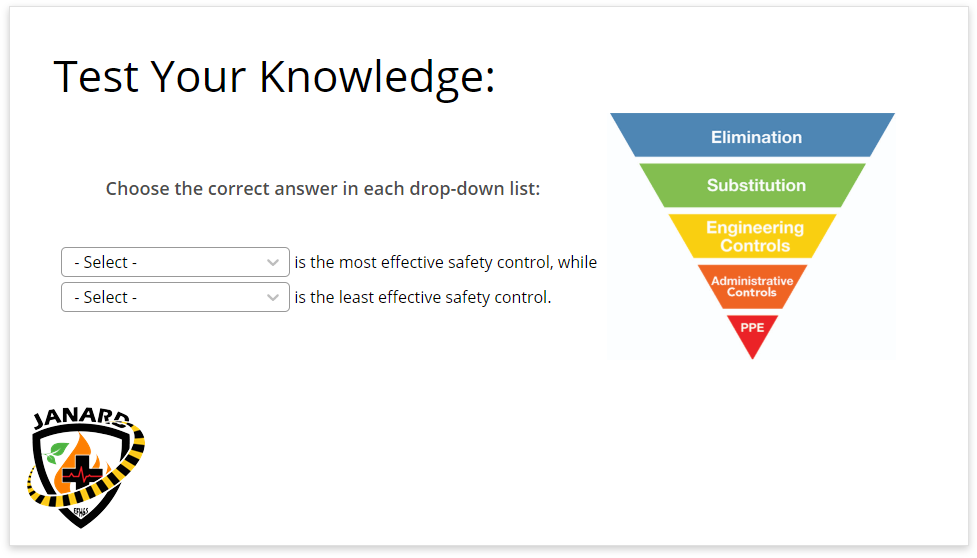 Test Your Knowledge:
Choose the correct answer in each drop-down list:
- Select - is the most effective safety control, while
- Select - is the least effective safety control.
Elimination
Substitution
Engineering
Controls
Administrative
Controls
PPE
JANARD